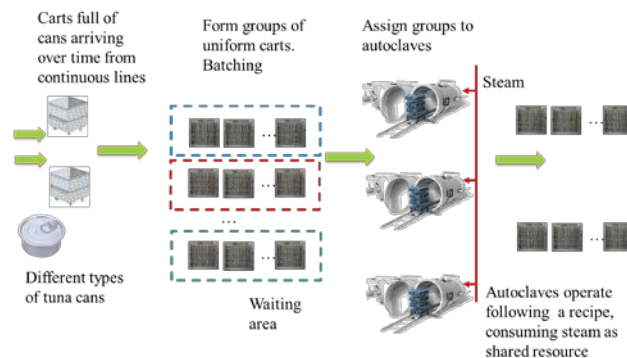 Carts full of
cans arriving
over time from
continuous lines
Form groups of
uniform carts.
Batching
Assign groups to
autoclaves
Steam
...
Different types
of tuna cans
Waiting
area
Autoclaves operate
following a recipe,
consuming steam as
shared resource